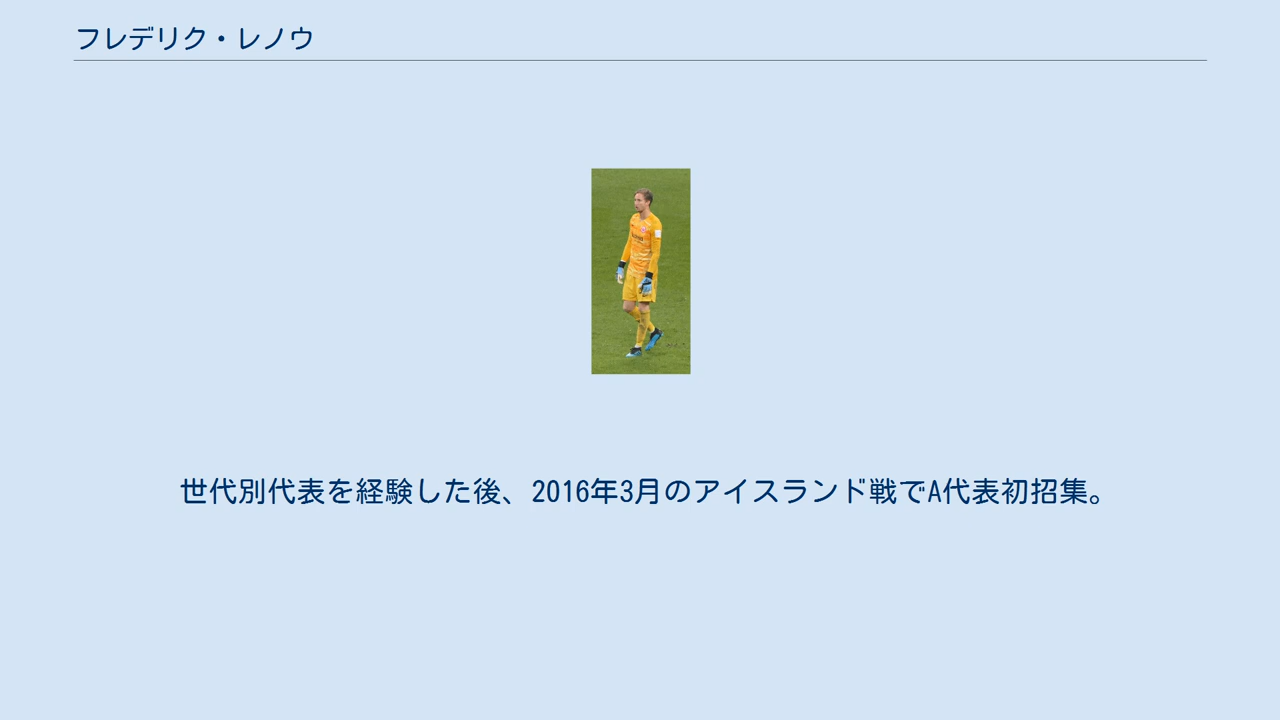 フレデリク・レノウ
世代別代表を経験した後、2016年3月のアイスランド戦でA代表初招集。